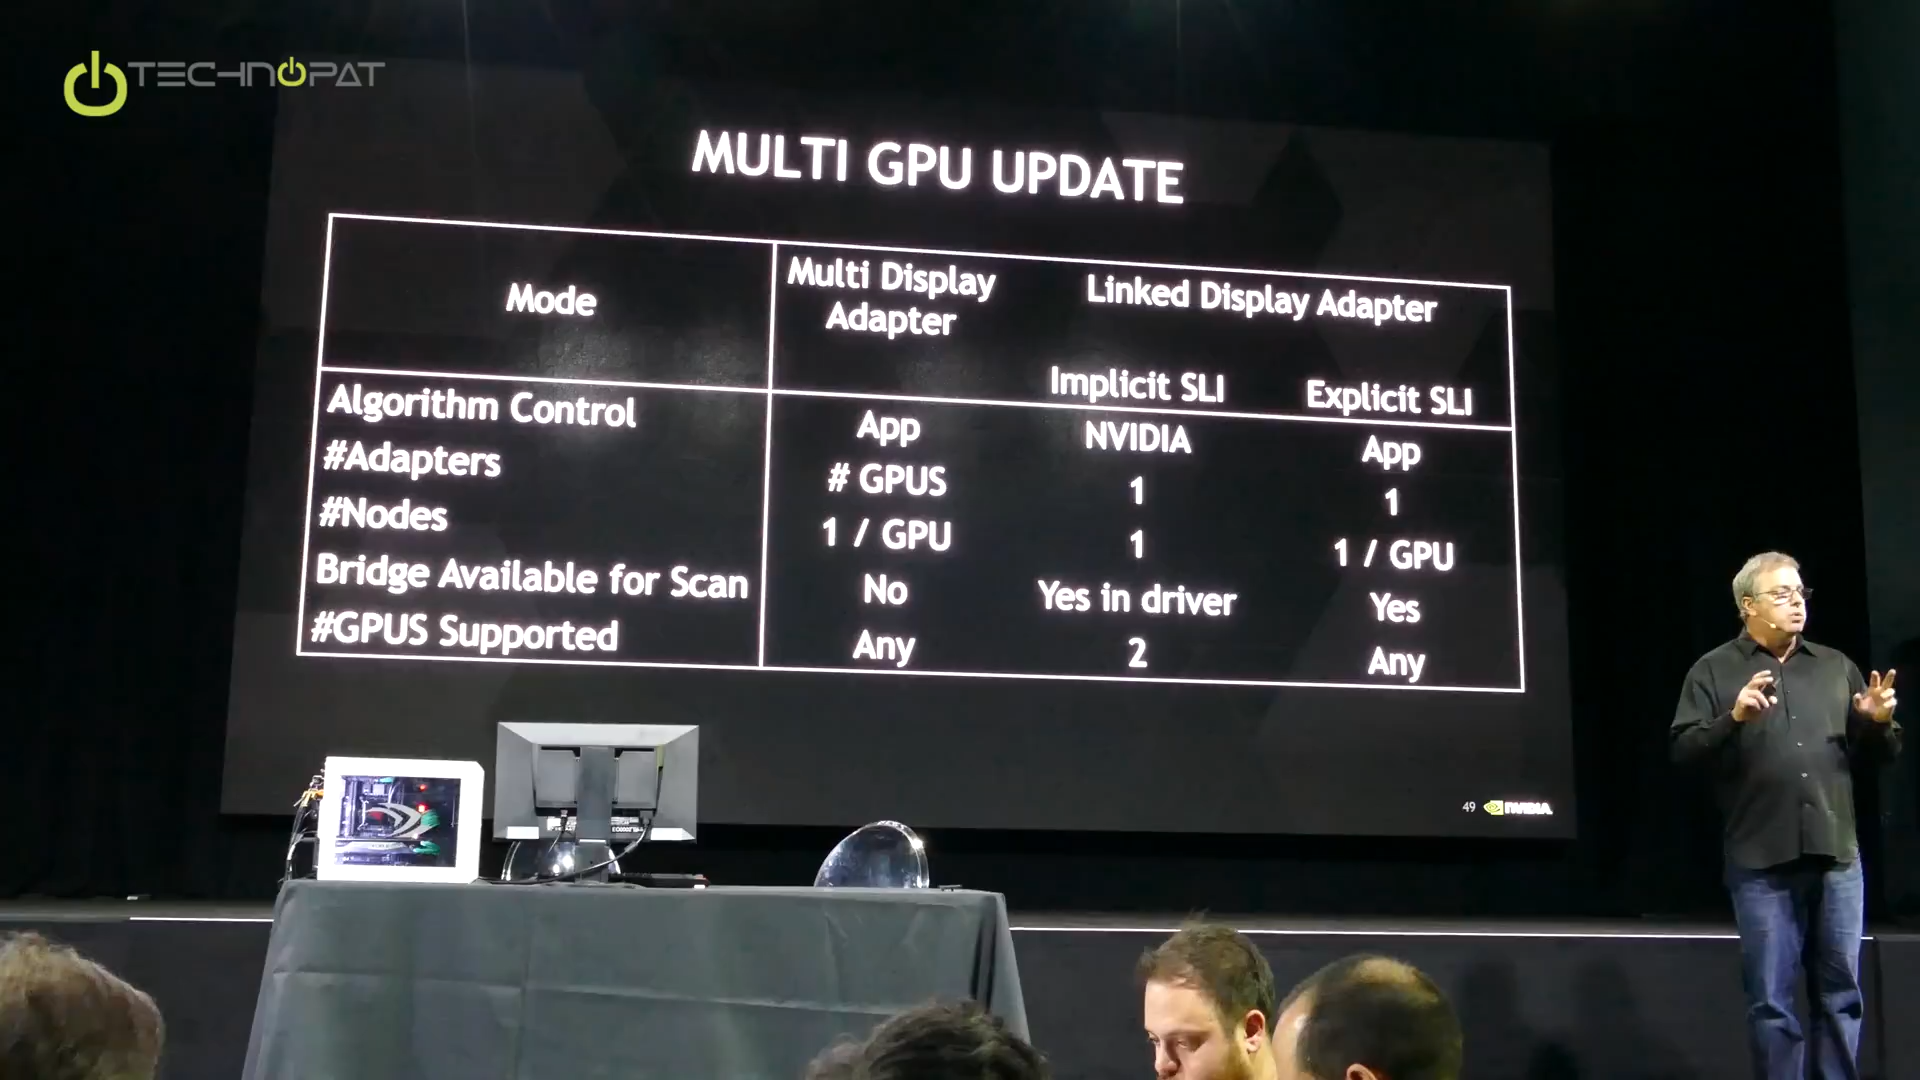 TECHNOPAT
MULTI GPU UPDATE
Mode
Multi Display
Adapter
Linked Display Adapter
Implicit SLI
Explicit SLI
Algorithm Control
App
NVIDIA
App
#Adapters
# GPUS
1
1
#Nodes
1 / GPU
1
1 / GPU
Bridge Available for Scan
No
Yes in driver
Yes
#GPUS Supported
Any
2
Any
49
NVIDIA.